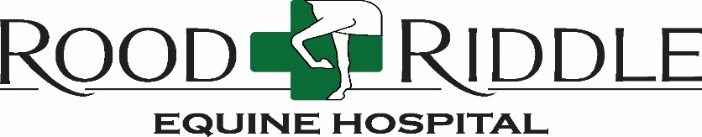 ROOD RIDDLE
EQUINE HOSPITAL